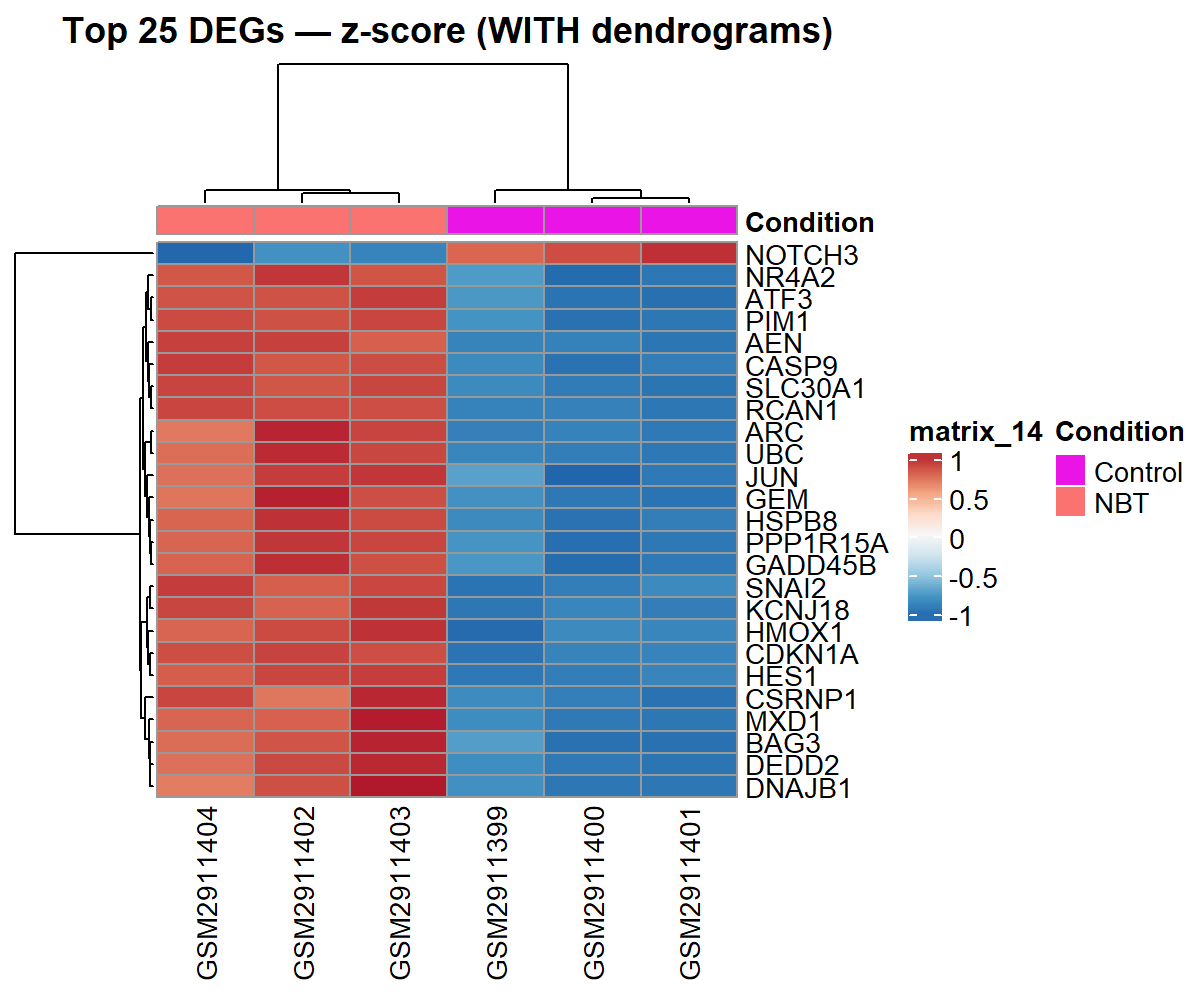 Top 25 DEGs — z-score (WITH dendrograms)
Condition
NOTCH3
NR4A2
ATF3
PIM1
AEN
CASP9
SLC30A1
RCAN1
ARC
UBC
JUN
GEM
HSPB8
PPP1R15A
GADD45B
SNAI2
KCNJ18
HMOX1
CDKN1A
HES1
CSRNP1
MXD1
BAG3
DEDD2
DNAJB1
GSM2911404
GSM2911402
GSM2911403
GSM2911399
GSM2911400
GSM2911401
matrix_14
1
0.5
0
-0.5
-1
Condition
Control
NBT